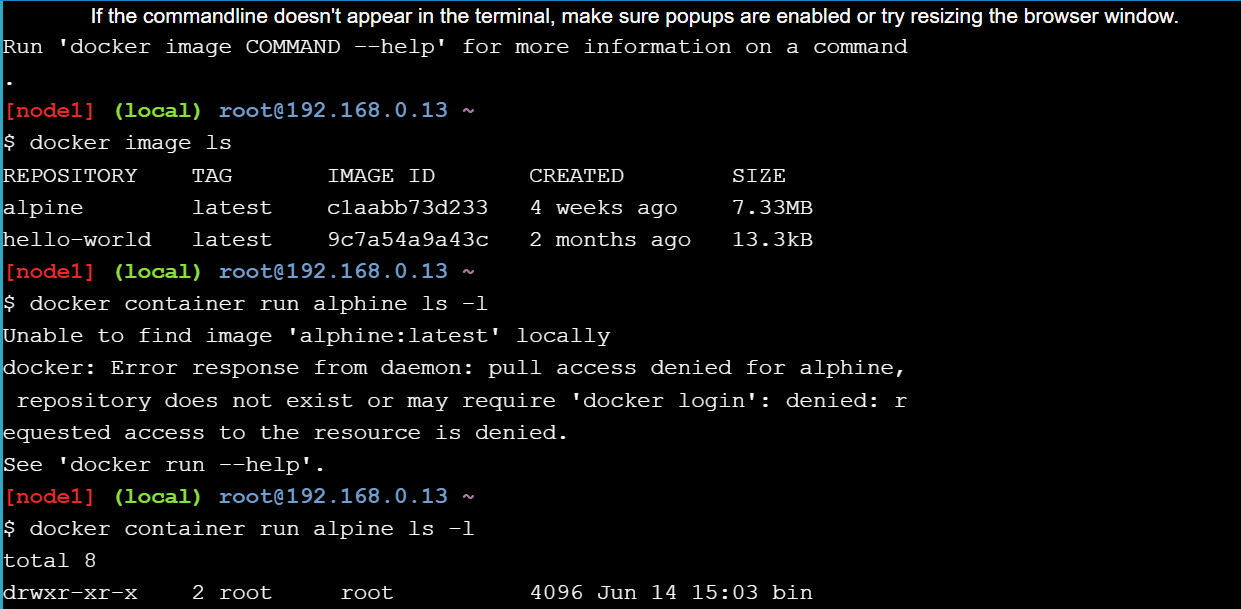 If the commandline doesn't appear in the terminal, make sure popups are enabled or try resizing the browser window.
Run 'docker image COMMAND --help' for more information on a command
.
[node1] (local) root@192.168.0.13 ~
$ docker image ls
REPOSITORY    TAG       IMAGE ID       CREATED        SIZE
alpine        latest    c1aabb73d233   4 weeks ago    7.33MB
hello-world   latest    9c7a54a9a43c   2 months ago   13.3kB
[node1] (local) root@192.168.0.13 ~
$ docker container run alphine ls -l
Unable to find image 'alphine:latest' locally
docker: Error response from daemon: pull access denied for alphine,
 repository does not exist or may require 'docker login': denied: r
equested access to the resource is denied.
See 'docker run --help'.
[node1] (local) root@192.168.0.13 ~
$ docker container run alpine ls -l
total 8
drwxr-xr-x    2 root     root          4096 Jun 14 15:03 bin